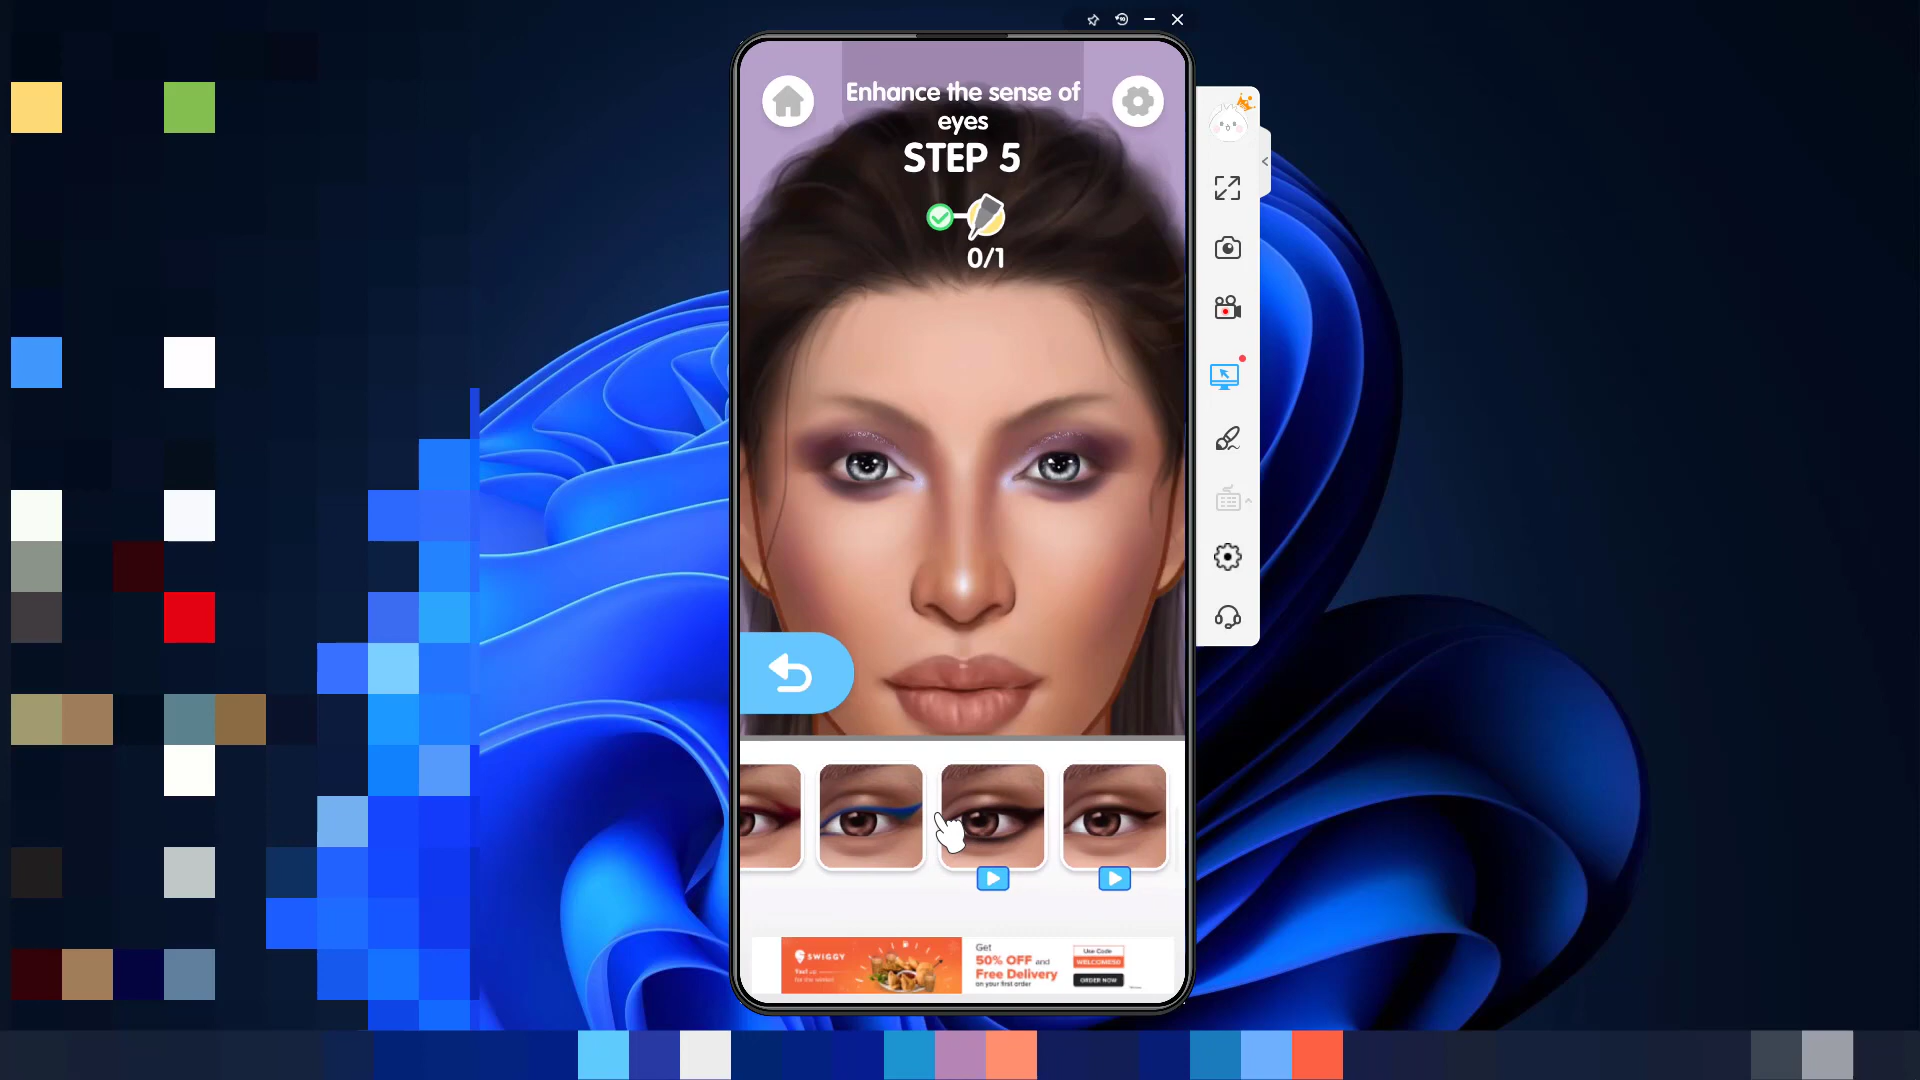 Enhance the sense of
eyes
STEP 5
0/1
SWIGGY
Get
50% OFF and
Free Delivery
on your first order
Use Code
WELCOME50
ORDER NOW